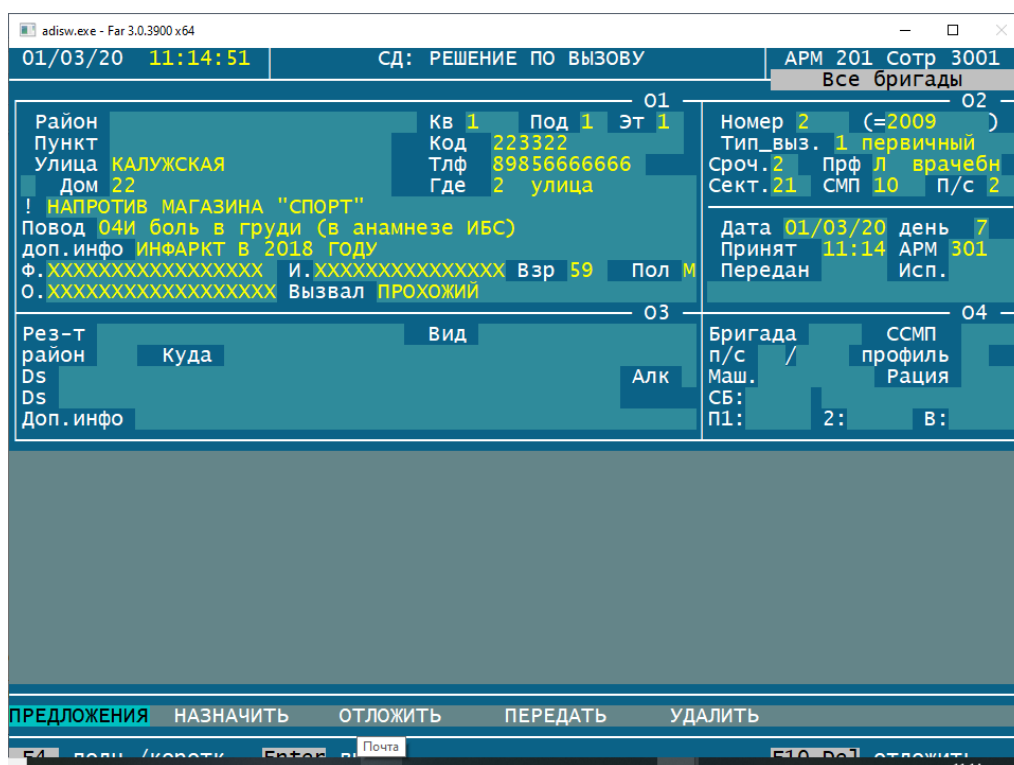 adisw.exe - Far 3.0.3900 x64
01/03/20 11:14:51 СД: РЕШЕНИЕ ПО ВЫЗОВУ АРМ 201 Сотр 3001
Все бригады
01 02
Район Кв 1 Под 1 Эт 1 Номер 2 (=2009 )
Пункт Код 223322 Тип_выз. 1 первичный
Улица КАЛУЖСКАЯ Тлф 89856666666 Сроч.2 Прф Л врачебн
Дом 22 Где 2 улица Сект.21 СМП 10 П/с 2
! НАПРОТИВ МАГАЗИНА "СПОРТ"
Повод 04И боль в груди (в анамнезе ИБС) Дата 01/03/20 день 7
доп.инфо ИНФАРКТ В 2018 ГОДУ Принят 11:14 АРМ 301
Ф.XXXXXXXXXXXXXXXXX И.XXXXXXXXXXXXXXX Взр 59 Пол М Передан Исп.
О.XXXXXXXXXXXXXXXXXX Вызвал ПРОХОЖИЙ
03 04
Рез-т Вид Бригада ССМП
район Куда п/с / профиль
Ds Алк Маш. Рация
Ds СБ:
Доп.инфо П1: 2: В:
ПРЕДЛОЖЕНИЯ НАЗНАЧИТЬ ОТЛОЖИТЬ ПЕРЕДАТЬ УДАЛИТЬ
Почта
F4 Enter F10 Del отложить